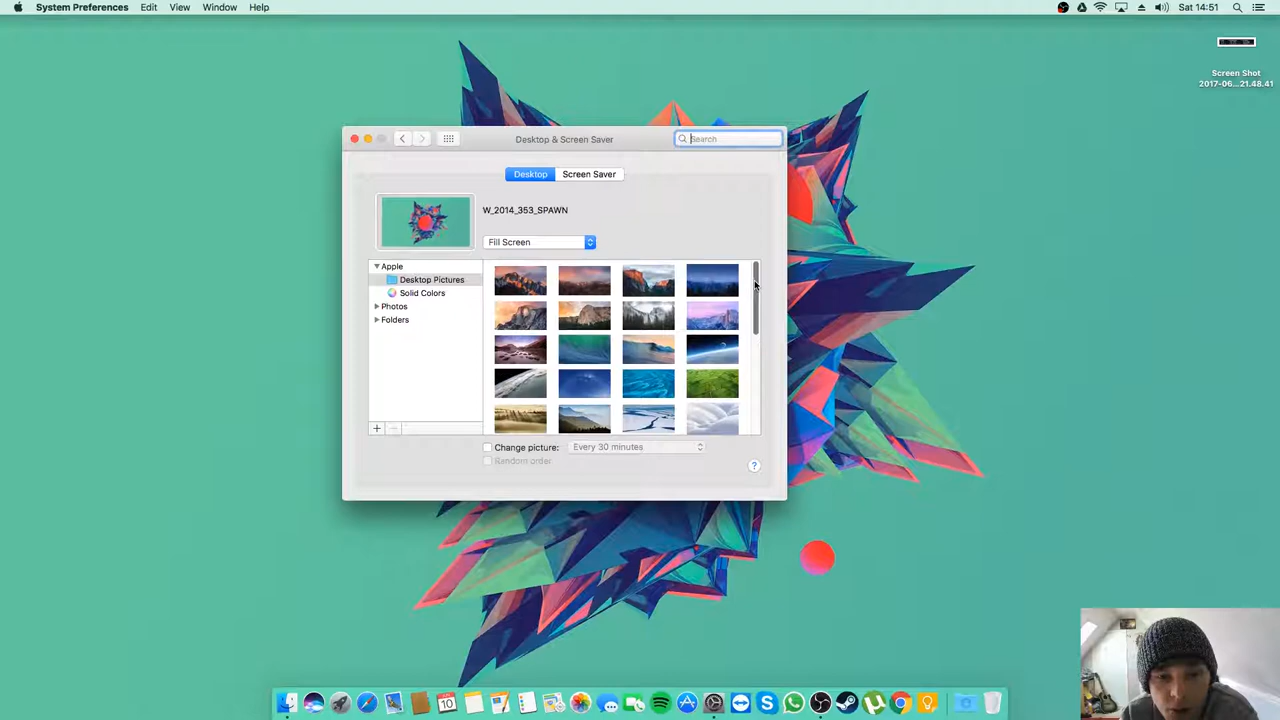 System Preferences Edit View Window Help Sat 14:51
Screen Shot
2017-06...21.48.41
Desktop & Screen Saver Search
Desktop Screen Saver
W_2014_353_SPAWN
Fill Screen
Apple
Desktop Pictures
Solid Colors
Photos
Folders
+ −
Change picture: Every 30 minutes
Random order
?
10